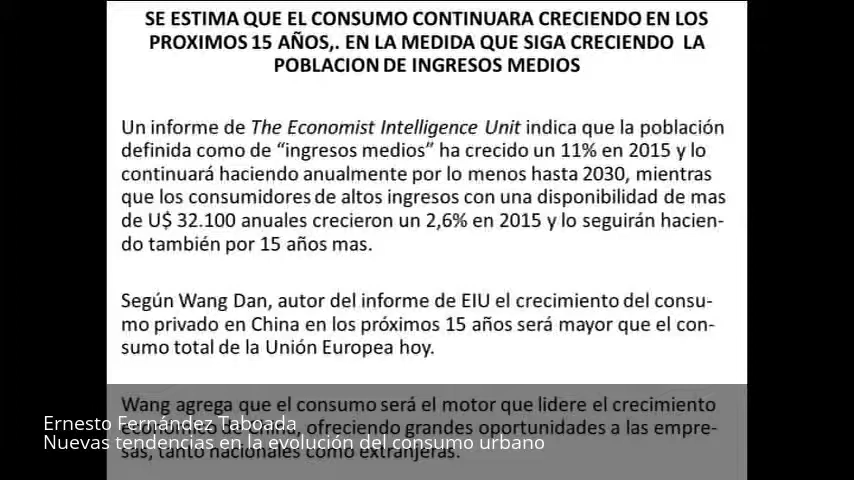 SE ESTIMA QUE EL CONSUMO CONTINUARA CRECIENDO EN LOS
PROXIMOS 15 AÑOS,. EN LA MEDIDA QUE SIGA CRECIENDO LA
POBLACION DE INGRESOS MEDIOS
Un informe de The Economist Intelligence Unit indica que la población
definida como de “ingresos medios” ha crecido un 11% en 2015 y lo
continuará haciendo anualmente por lo menos hasta 2030, mientras
que los consumidores de altos ingresos con una disponibilidad de mas
de U$ 32.100 anuales crecieron un 2,6% en 2015 y lo seguirán hacien-
do también por 15 años mas.
Según Wang Dan, autor del informe de EIU el crecimiento del consu-
mo privado en China en los próximos 15 años será mayor que el con-
sumo total de la Unión Europea hoy.
Wang agrega que el consumo será el motor que lidere el crecimiento
económico de China, ofreciendo grandes oportunidades a las empre-
sas, tanto nacionales como extranjeras.
Ernesto Fernández Taboada
Nuevas tendencias en la evolución del consumo urbano